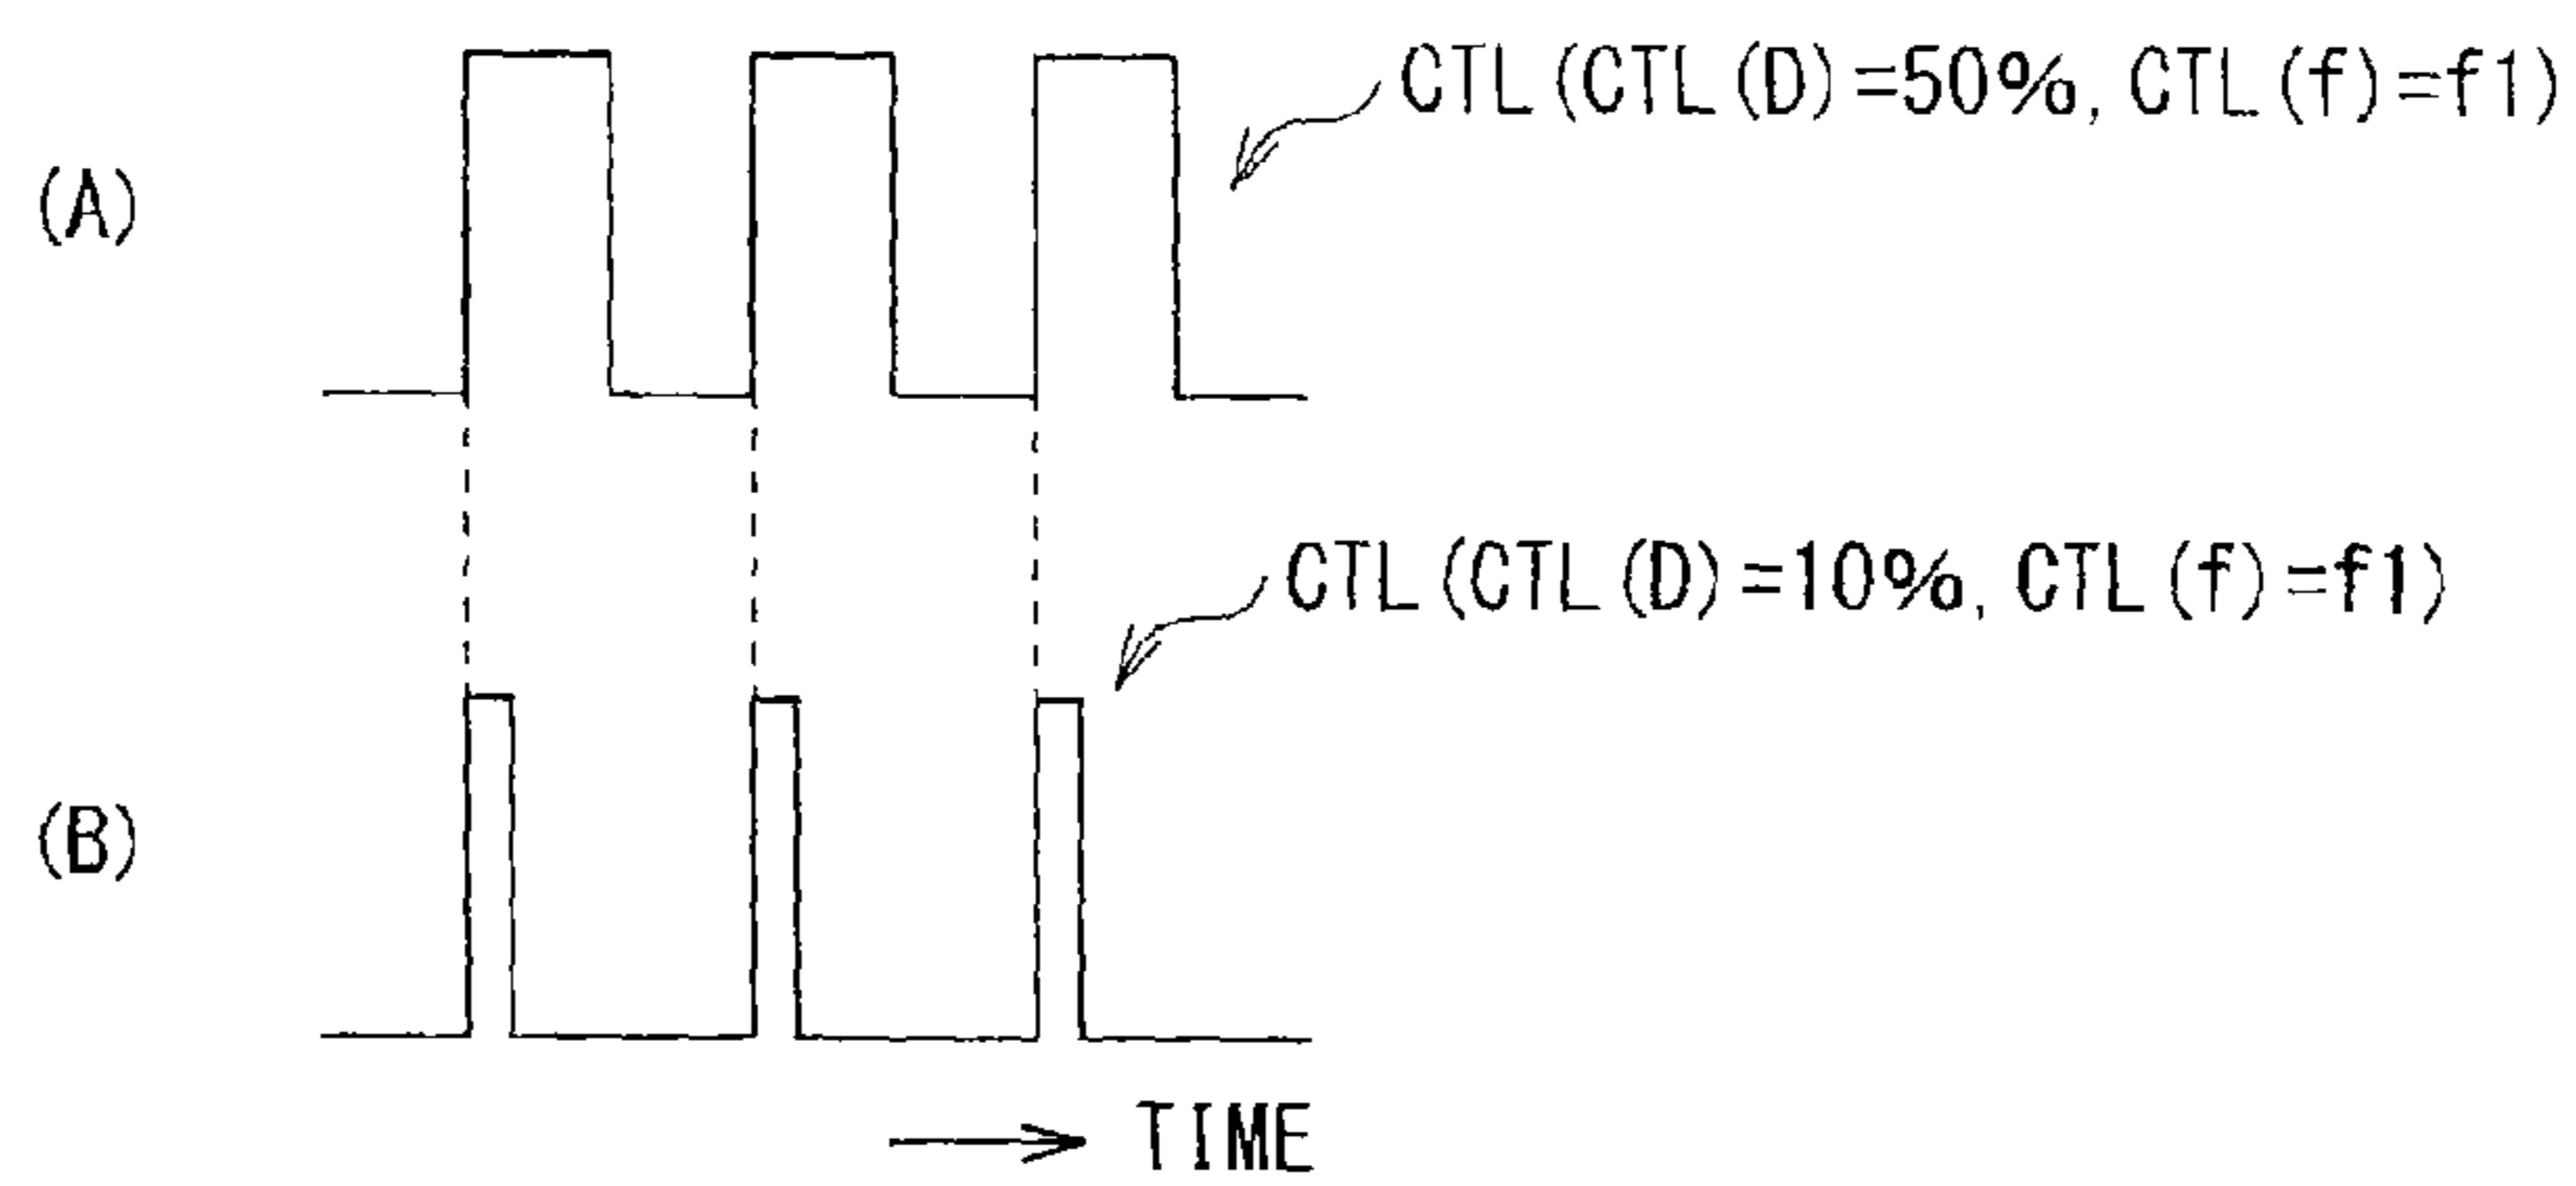 CTL(CTL(D)=50%, CTL(f)=f1)
(A)
CTL(CTL(D)=10%, CTL(f)=f1)
(B)
TIME